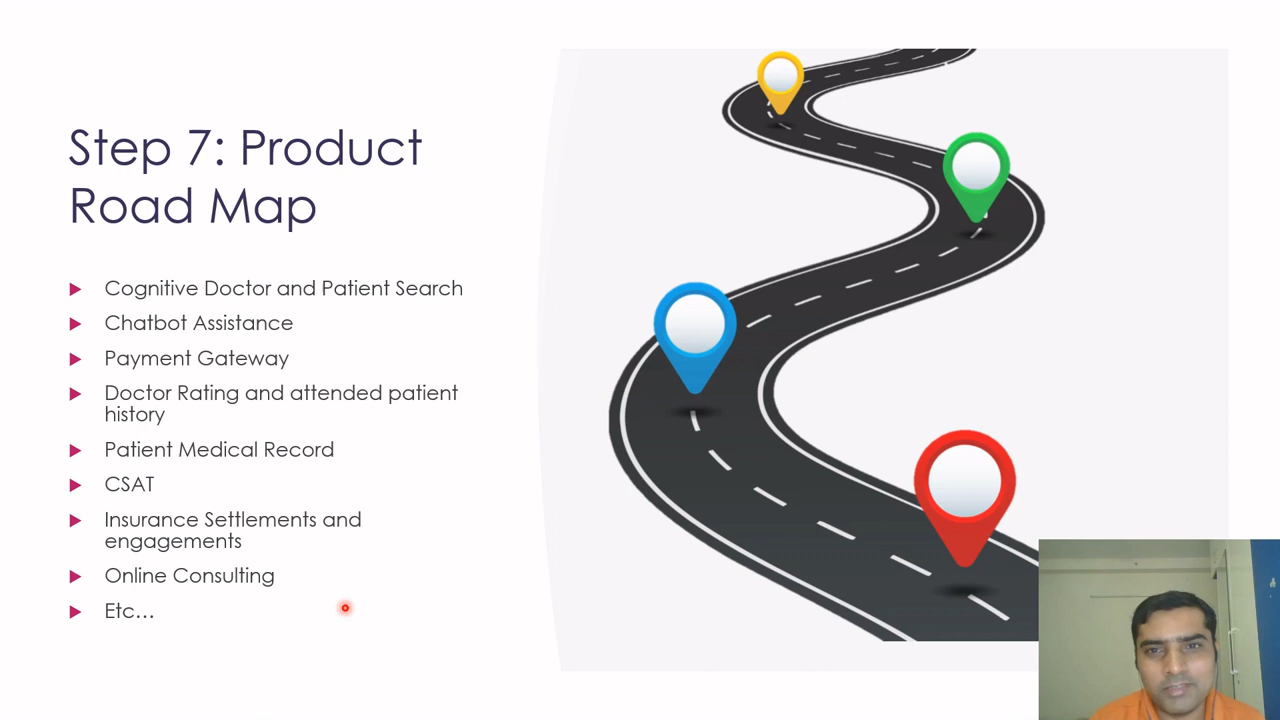 Step 7: Product
Road Map
Cognitive Doctor and Patient Search
Chatbot Assistance
Payment Gateway
Doctor Rating and attended patient
history
Patient Medical Record
CSAT
Insurance Settlements and
engagements
Online Consulting
Etc...